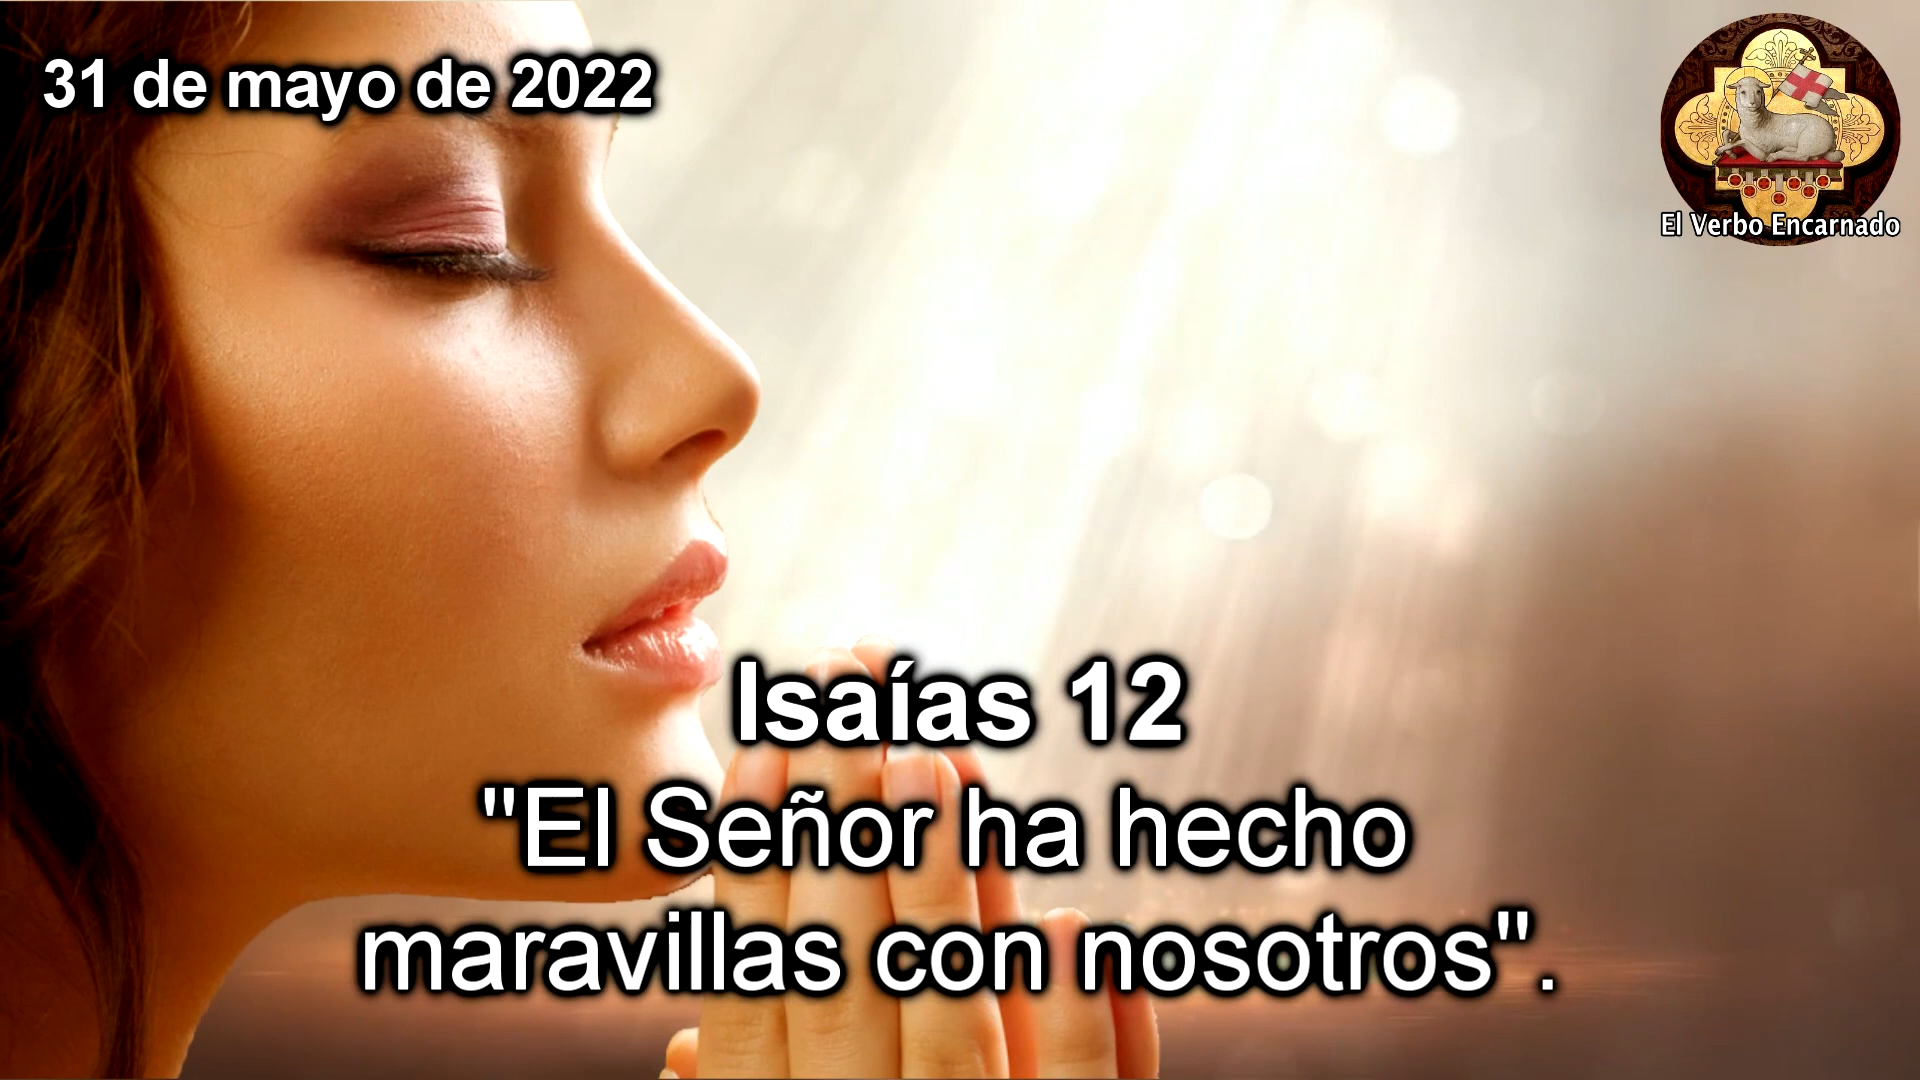 31 de mayo de 2022
El Verbo Encarnado
Isaías 12
"El Señor ha hecho
maravillas con nosotros".